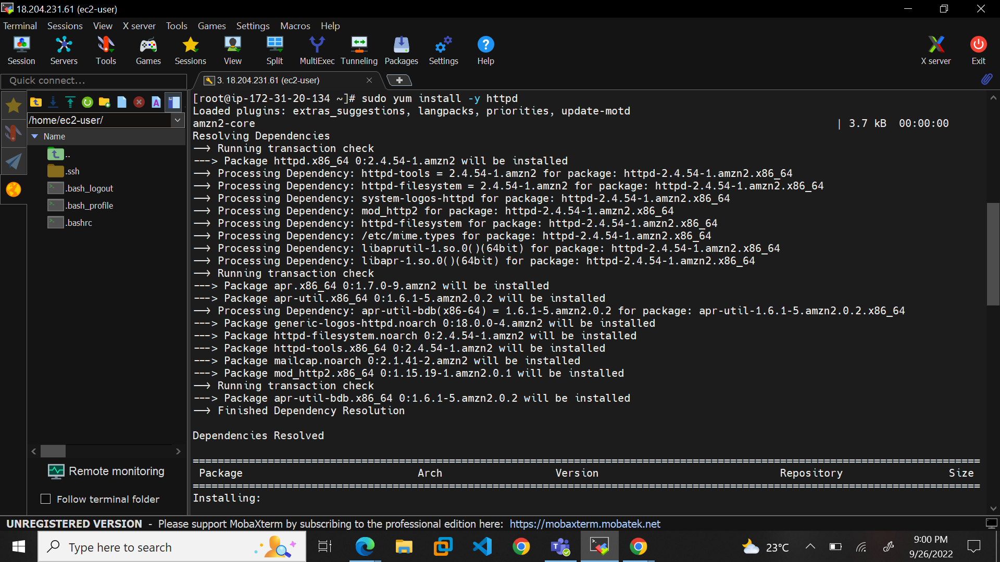 18.204.231.61 (ec2-user)
Terminal Sessions View X server Tools Games Settings Macros Help
Session Servers Tools Games Sessions View Split MultiExec Tunneling Packages Settings Help X server Exit
Quick connect...
3. 18.204.231.61 (ec2-user)
/home/ec2-user/
Name
..
.ssh
.bash_logout
.bash_profile
.bashrc
Remote monitoring
Follow terminal folder
[root@ip-172-31-20-134 ~]# sudo yum install -y httpd
Loaded plugins: extras_suggestions, langpacks, priorities, update-motd
amzn2-core | 3.7 kB 00:00:00
Resolving Dependencies
--> Running transaction check
---> Package httpd.x86_64 0:2.4.54-1.amzn2 will be installed
--> Processing Dependency: httpd-tools = 2.4.54-1.amzn2 for package: httpd-2.4.54-1.amzn2.x86_64
--> Processing Dependency: httpd-filesystem = 2.4.54-1.amzn2 for package: httpd-2.4.54-1.amzn2.x86_64
--> Processing Dependency: system-logos-httpd for package: httpd-2.4.54-1.amzn2.x86_64
--> Processing Dependency: mod_http2 for package: httpd-2.4.54-1.amzn2.x86_64
--> Processing Dependency: httpd-filesystem for package: httpd-2.4.54-1.amzn2.x86_64
--> Processing Dependency: /etc/mime.types for package: httpd-2.4.54-1.amzn2.x86_64
--> Processing Dependency: libaprutil-1.so.0()(64bit) for package: httpd-2.4.54-1.amzn2.x86_64
--> Processing Dependency: libapr-1.so.0()(64bit) for package: httpd-2.4.54-1.amzn2.x86_64
--> Running transaction check
---> Package apr.x86_64 0:1.7.0-9.amzn2 will be installed
---> Package apr-util.x86_64 0:1.6.1-5.amzn2.0.2 will be installed
--> Processing Dependency: apr-util-bdb(x86-64) = 1.6.1-5.amzn2.0.2 for package: apr-util-1.6.1-5.amzn2.0.2.x86_64
---> Package generic-logos-httpd.noarch 0:18.0.0-4.amzn2 will be installed
---> Package httpd-filesystem.noarch 0:2.4.54-1.amzn2 will be installed
---> Package httpd-tools.x86_64 0:2.4.54-1.amzn2 will be installed
---> Package mailcap.noarch 0:2.1.41-2.amzn2 will be installed
---> Package mod_http2.x86_64 0:1.15.19-1.amzn2.0.1 will be installed
--> Running transaction check
---> Package apr-util-bdb.x86_64 0:1.6.1-5.amzn2.0.2 will be installed
--> Finished Dependency Resolution
Dependencies Resolved
Package Arch Version Repository Size
Installing:
UNREGISTERED VERSION - Please support MobaXterm by subscribing to the professional edition here: https://mobaxterm.mobatek.net
Type here to search
23°C
9:00 PM
9/26/2022